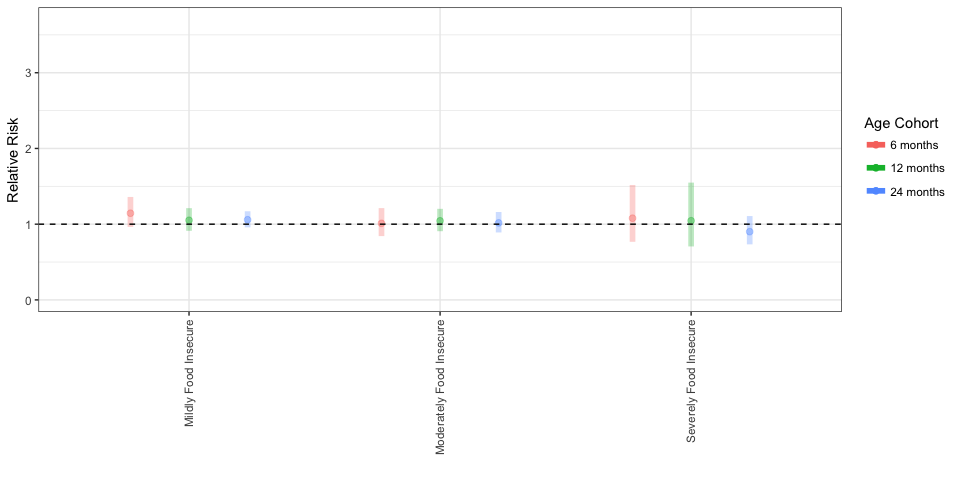 Relative Risk
3
2
1
0
Mildly Food Insecure
Moderately Food Insecure
Severely Food Insecure
Age Cohort
6 months
12 months
24 months